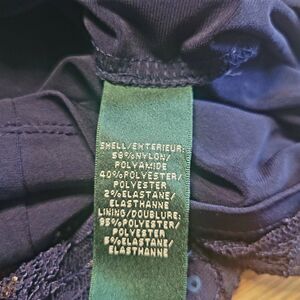 SHELL/EXTERIEUR:
58%NYLON/
POLYAMIDE
40%POLYESTER/
POLYESTER
2%ELASTANE/
ELASTHANNE
LINING/DOUBLURE:
95%POLYESTER/
POLYESTER
5%ELASTANE/
ELASTHANNE